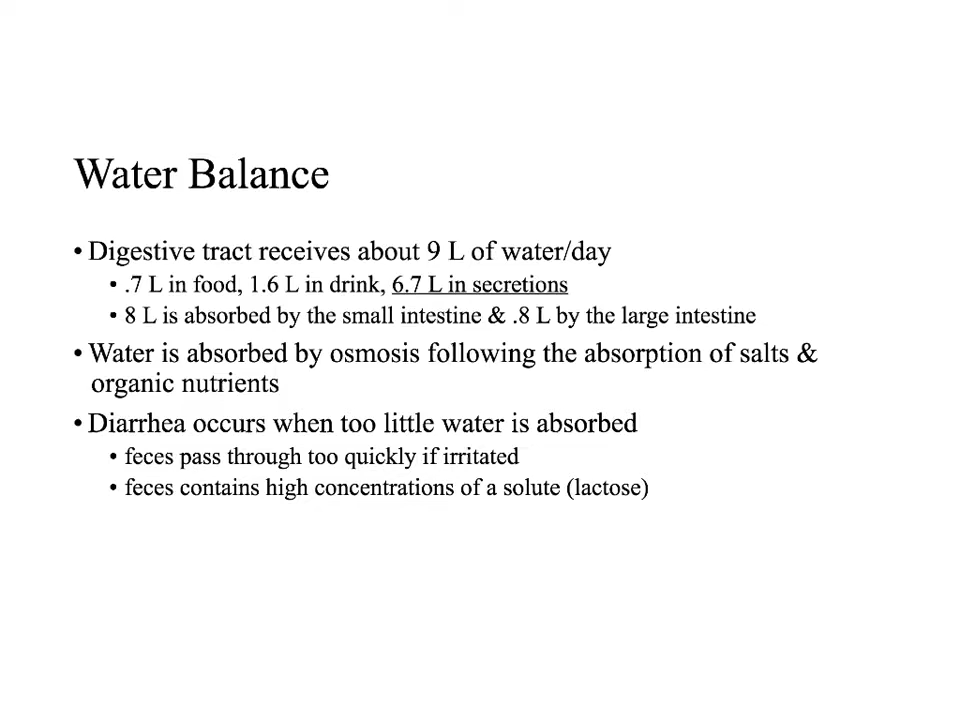 Water Balance
• Digestive tract receives about 9 L of water/day
• .7 L in food, 1.6 L in drink, 6.7 L in secretions
• 8 L is absorbed by the small intestine & .8 L by the large intestine
• Water is absorbed by osmosis following the absorption of salts &
organic nutrients
• Diarrhea occurs when too little water is absorbed
• feces pass through too quickly if irritated
• feces contains high concentrations of a solute (lactose)